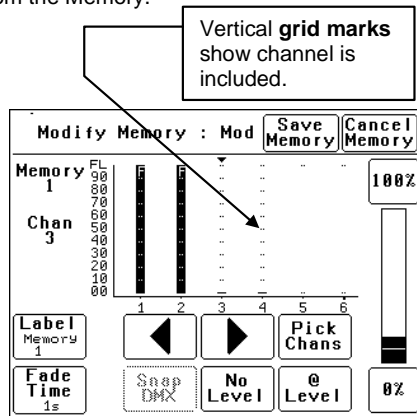 om the Memory.
Vertical grid marks
show channel is
included.
Modify Memory : Mod
Save
Memory
Cancel
Memory
Memory
1
Chan
3
FL
90
80
70
60
50
40
30
20
10
00
F F
1 2 3 4 5 6
100%
Label
Memory
1
Pick
Chans
Fade
Time
1s
Snap
DMX
No
Level
@
Level
0%